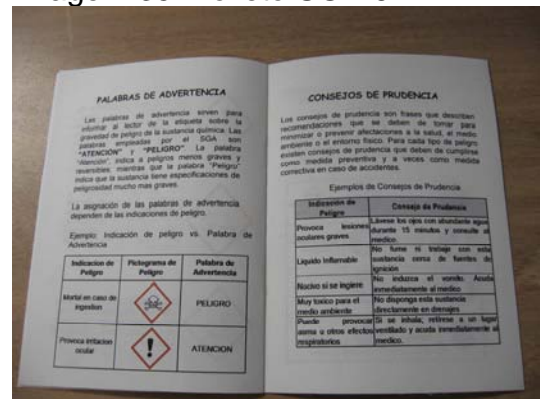 PALABRAS DE ADVERTENCIA
Las palabras de advertencia sirven para
informar al lector de la etiqueta sobre la
gravedad de peligro de la sustancia química. Las
palabras empleadas por el SGA son
"ATENCIÓN" y "PELIGRO". La palabra
"Atención", indica a peligros menos graves y
reversibles, mientras que la palabra "Peligro"
indica que la sustancia tiene especificaciones de
peligrosidad mucho mas graves.
La asignación de las palabras de advertencia
dependen de las indicaciones de peligro.
Ejemplo: Indicación de peligro vs. Palabra de
Advertencia
Indicacion de Peligro
Pictograma de Peligro
Palabra de Advertencia
Mortal en caso de ingestion
PELIGRO
Provoca irritacion ocular
ATENCION
CONSEJOS DE PRUDENCIA
Los consejos de prudencia son frases que describen
recomendaciones que se deben de tomar para
minimizar o prevenir afectaciones a la salud, el medio
ambiente o el entorno físico. Para cada tipo de peligro
existen consejos de prudencia que deben de cumplirse
como medida preventiva y a veces como medida
correctiva en caso de accidentes.
Ejemplos de Consejos de Prudencia
Indicación de Peligro
Consejo de Prudencia
Provoca lesiones oculares graves
Lávese los ojos con abundante agua
durante 15 minutos y consulte al
medico.
Liquido Inflamable
No fume ni trabaje con esta
sustancia cerca de fuentes de
ignición
Nocivo si se ingiere
No induzca el vomito. Acuda
inmediatamente al medico
Muy toxico para el medio ambiente
No disponga esta sustancia
directamente en drenajes
Puede provocar asma u otros efectos respiratorios
Si se inhala, retírese a un lugar
ventilado y acuda inmediatamente al
medico.